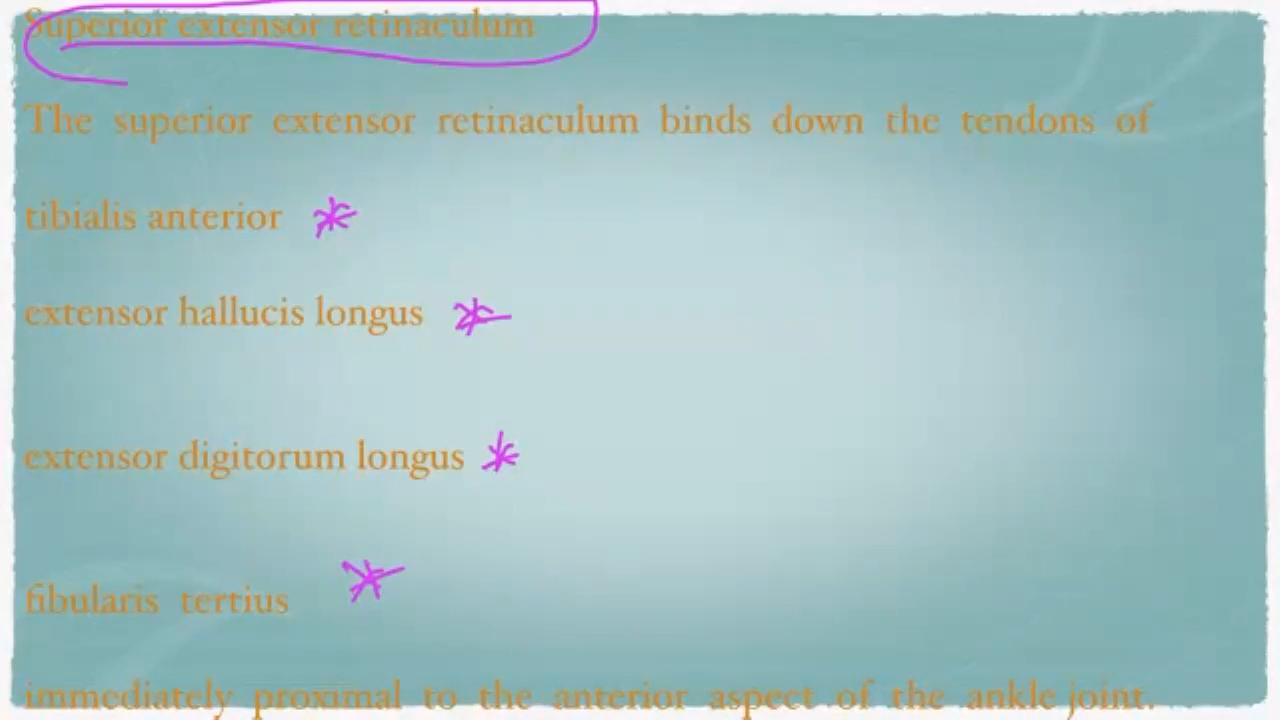 Superior extensor retinaculum
The superior extensor retinaculum binds down the tendons of
tibialis anterior
extensor hallucis longus
extensor digitorum longus
fibularis tertius
immediately proximal to the anterior aspect of the ankle joint.